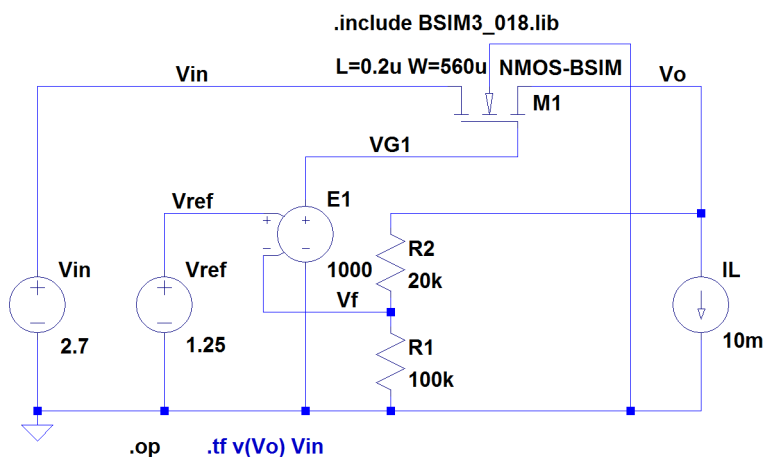 .include BSIM3_018.lib
L=0.2u W=560u NMOS-BSIM
Vin
Vo
M1
VG1
Vref
E1
+ +
- -
R2
1000 20k
Vf
Vin
+
-
2.7
Vref
+
-
1.25
IL
10m
R1
100k
.op .tf v(Vo) Vin